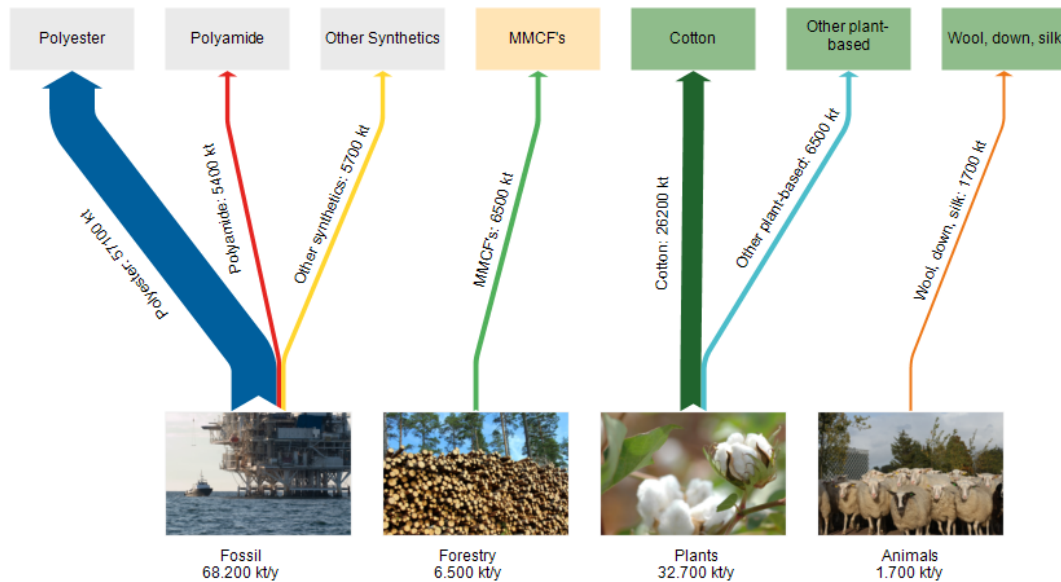 Polyester
Polyamide
Other Synthetics
MMCF's
Cotton
Other plant-
based
Wool, down, silk
Polyester: 57100 kt
Polyamide: 5400 kt
Other synthetics: 5700 kt
MMCF's: 6500 kt
Cotton: 26200 kt
Other plant-based: 6500 kt
Wool, down, silk: 1700 kt
Fossil
68.200 kt/y
Forestry
6.500 kt/y
Plants
32.700 kt/y
Animals
1.700 kt/y